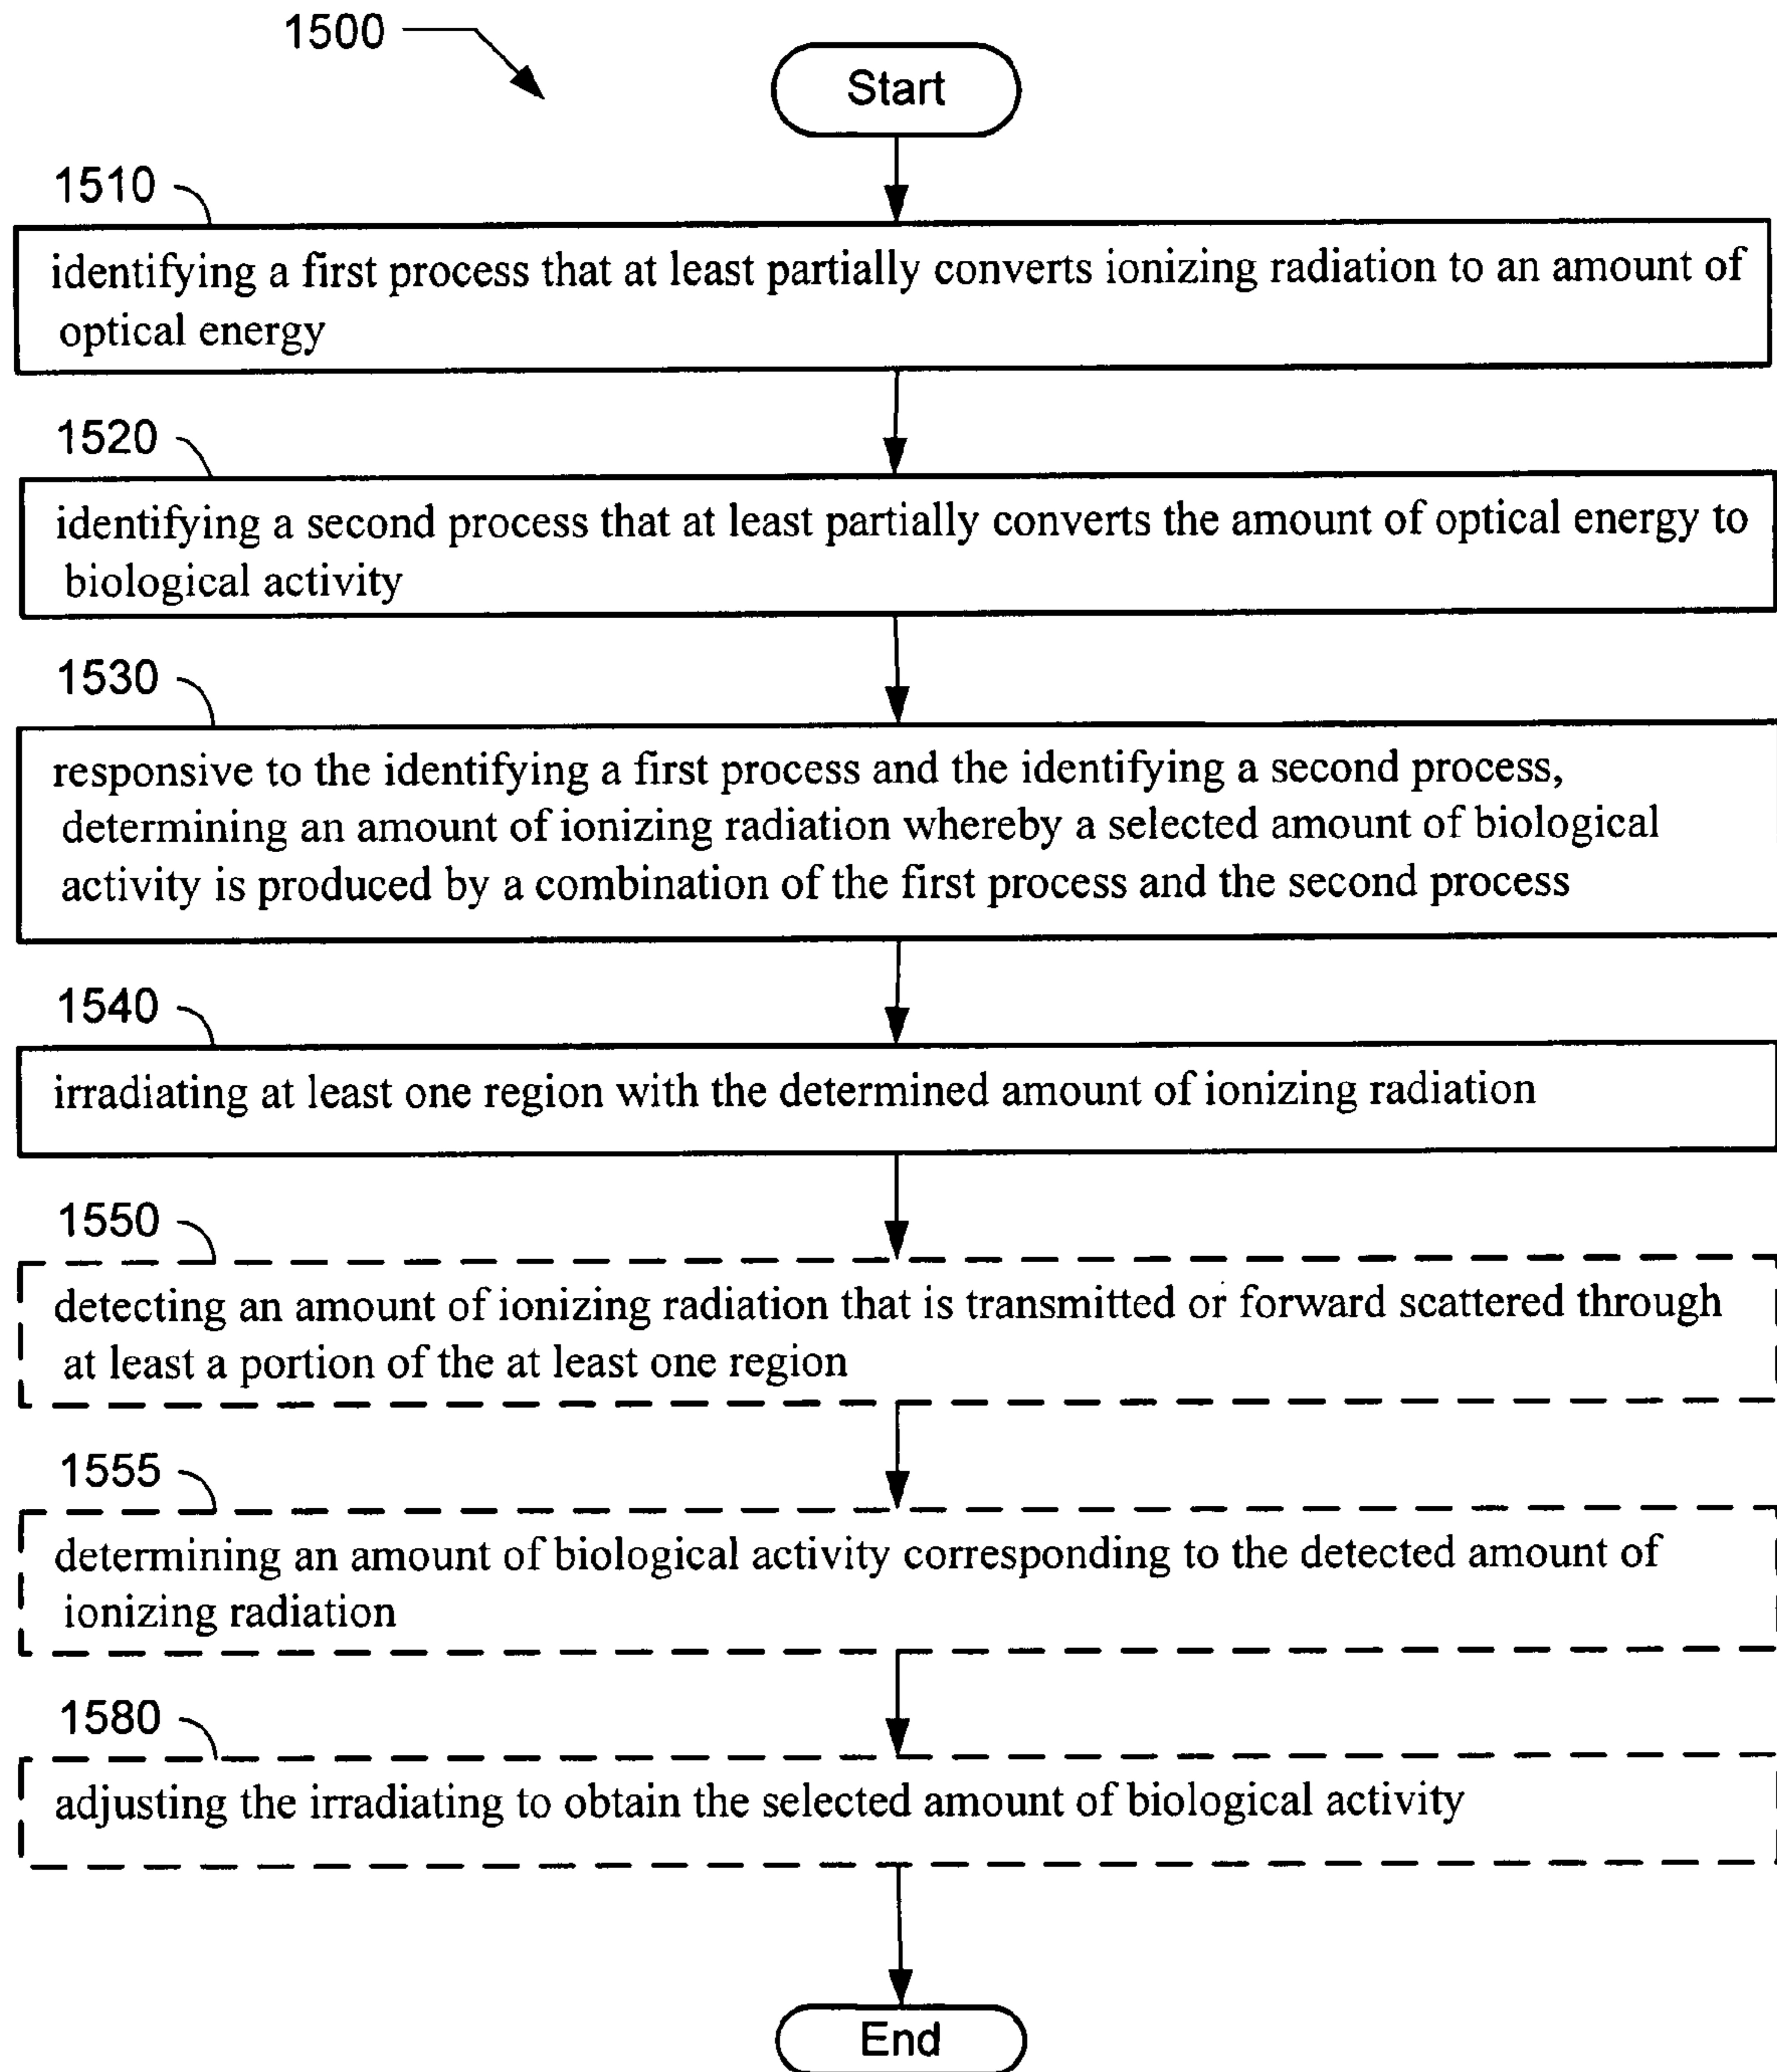 1500
Start
1510
identifying a first process that at least partially converts ionizing radiation to an amount of
optical energy
1520
identifying a second process that at least partially converts the amount of optical energy to
biological activity
1530
responsive to the identifying a first process and the identifying a second process,
determining an amount of ionizing radiation whereby a selected amount of biological
activity is produced by a combination of the first process and the second process
1540
irradiating at least one region with the determined amount of ionizing radiation
1550
detecting an amount of ionizing radiation that is transmitted or forward scattered through
at least a portion of the at least one region
1555
determining an amount of biological activity corresponding to the detected amount of
ionizing radiation
1580
adjusting the irradiating to obtain the selected amount of biological activity
End